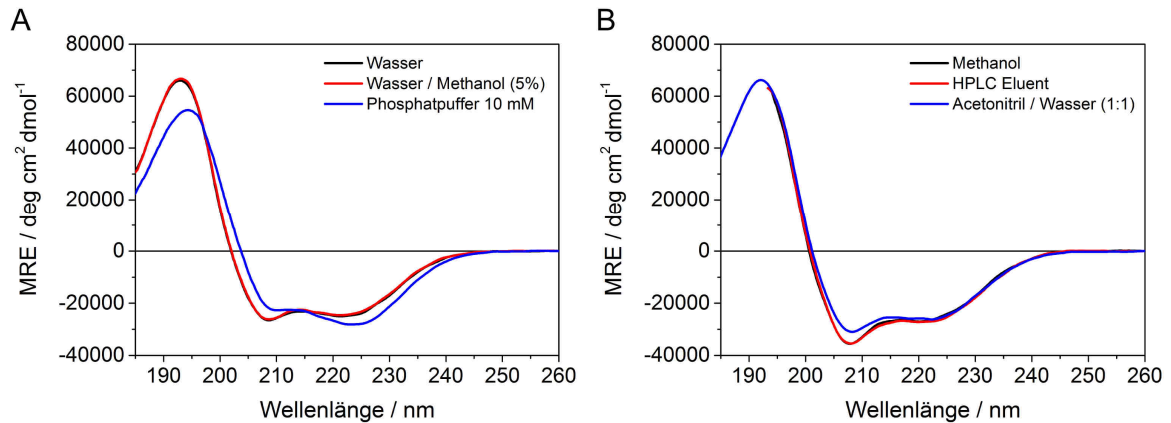 A
MRE / deg cm² dmol⁻¹
80000
60000
40000
20000
0
-20000
-40000
Wasser
Wasser / Methanol (5%)
Phosphatpuffer 10 mM
190 200 210 220 230 240 250 260
Wellenlänge / nm
B
MRE / deg cm² dmol⁻¹
80000
60000
40000
20000
0
-20000
-40000
Methanol
HPLC Eluent
Acetonitril / Wasser (1:1)
190 200 210 220 230 240 250 260
Wellenlänge / nm